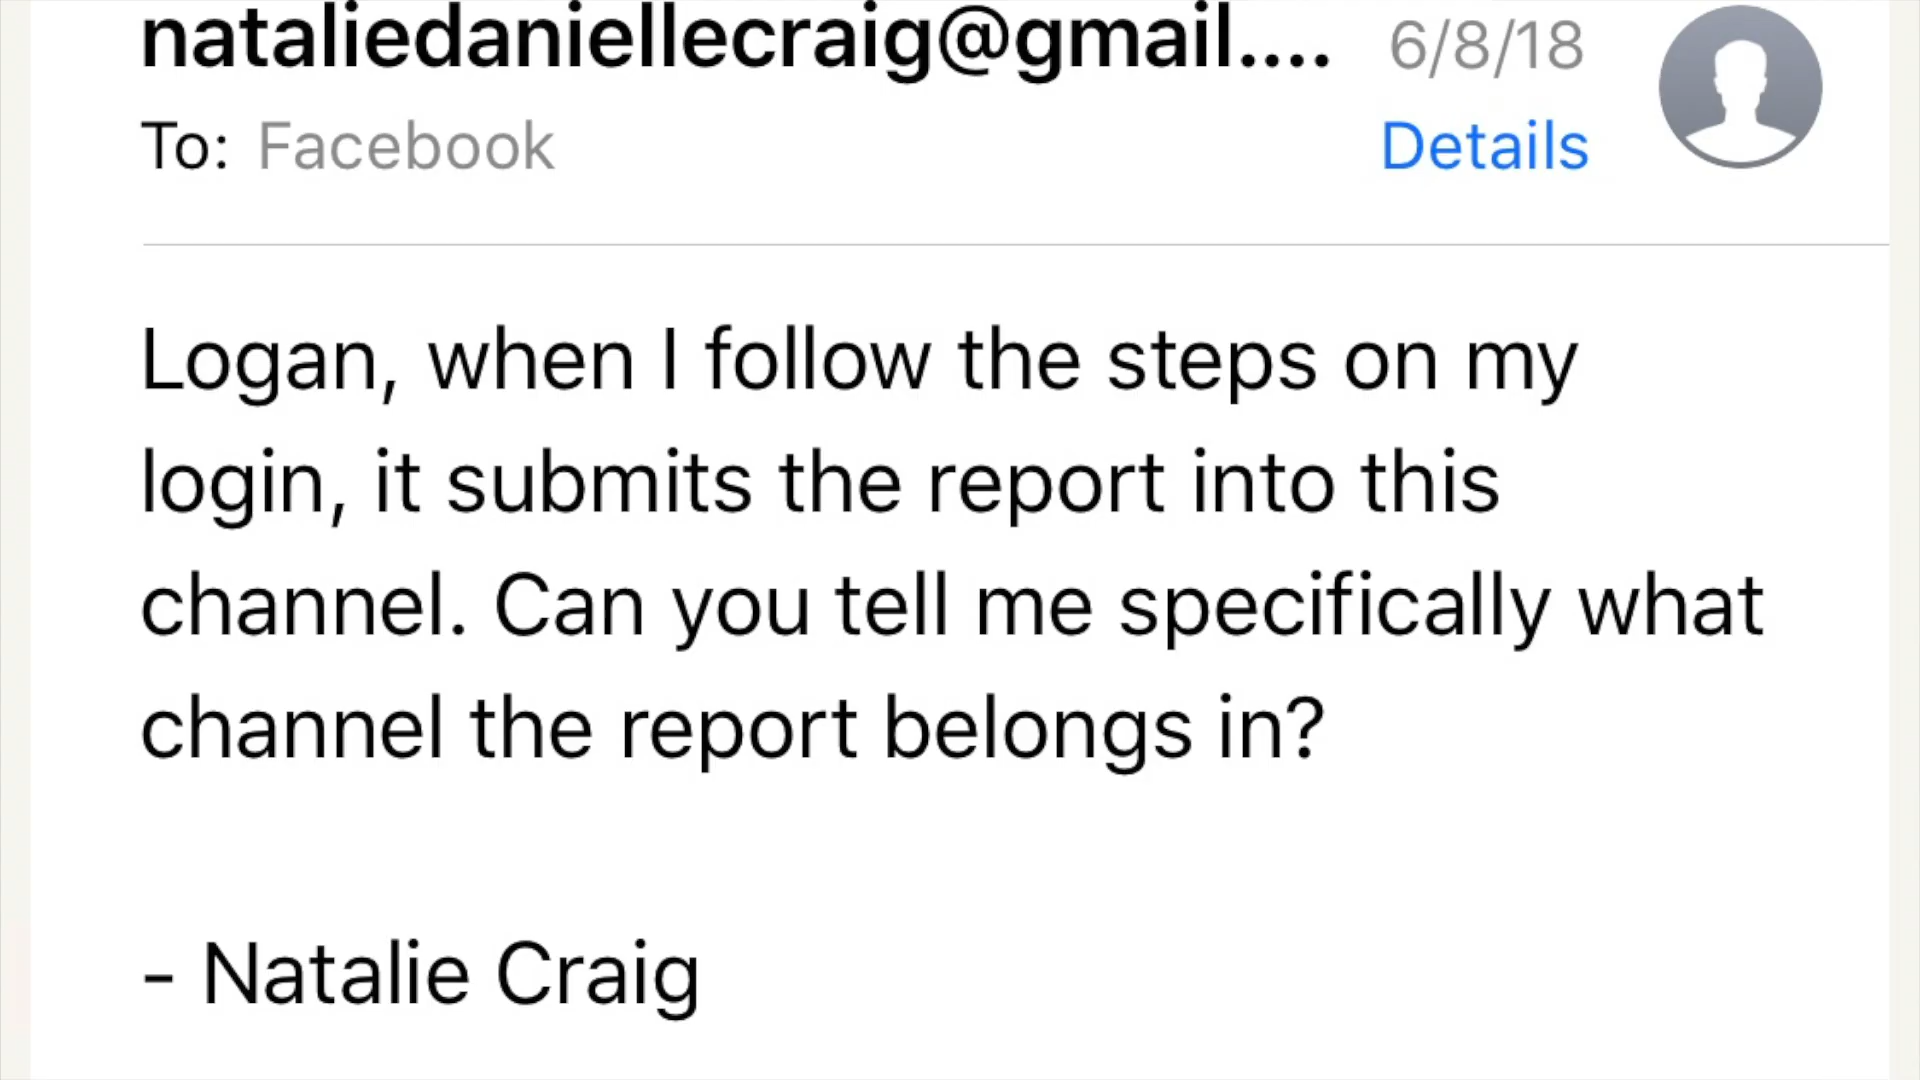 nataliedaniellecraig@gmail.... 6/8/18
To: Facebook Details
Logan, when I follow the steps on my
login, it submits the report into this
channel. Can you tell me specifically what
channel the report belongs in?
- Natalie Craig